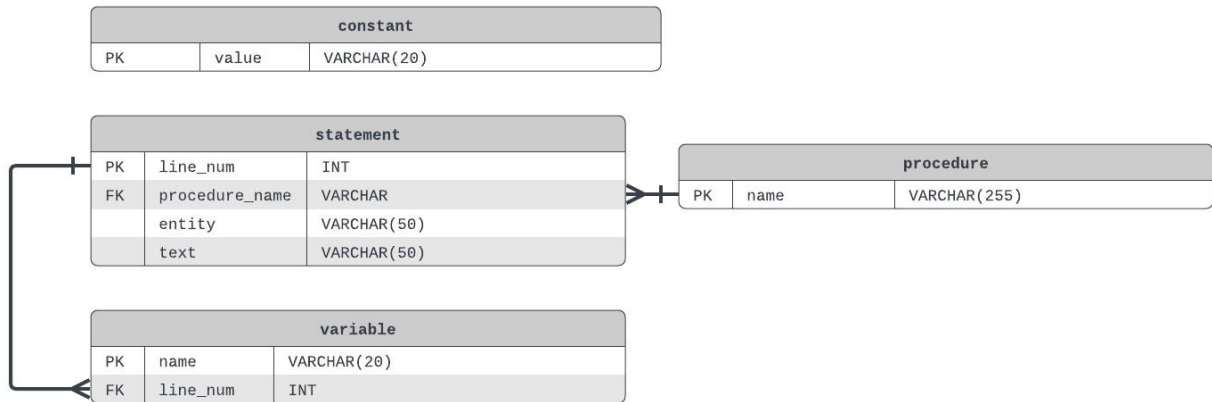 constant
PK value VARCHAR(20)
statement
PK line_num INT
FK procedure_name VARCHAR
entity VARCHAR(50)
text VARCHAR(50)
procedure
PK name VARCHAR(255)
variable
PK name VARCHAR(20)
FK line_num INT